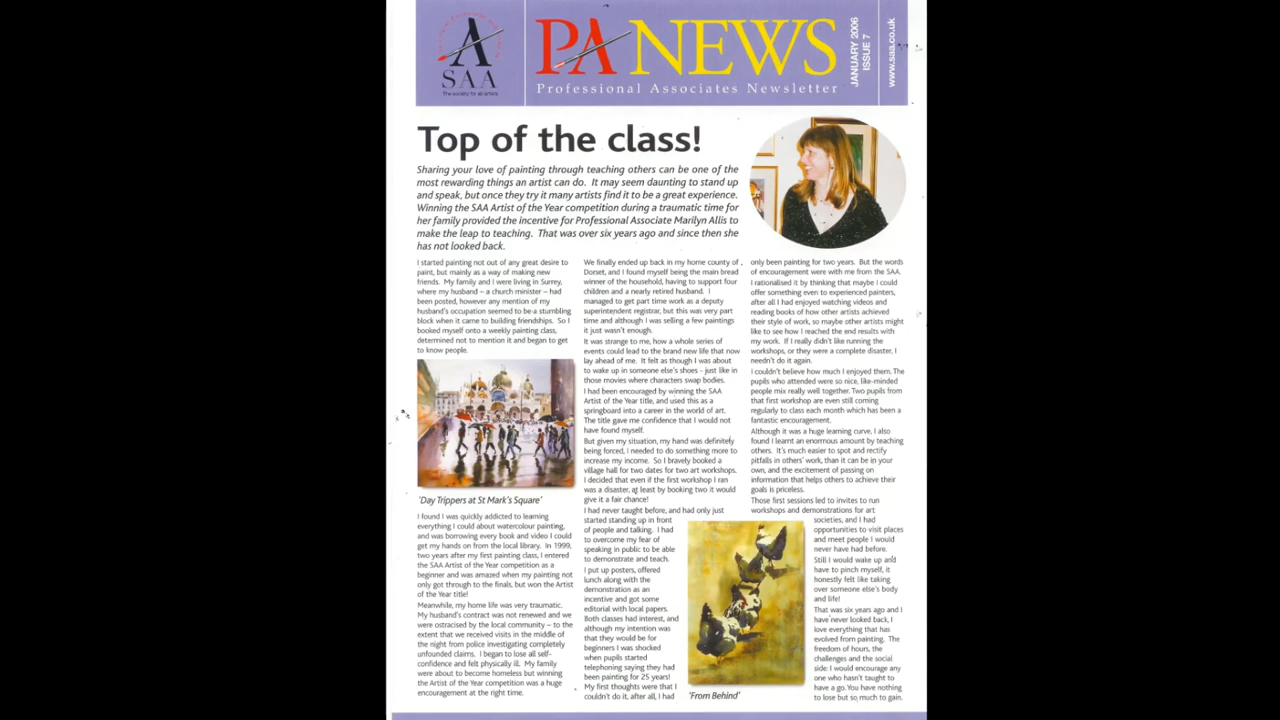 A
SAA
The society for all artists
PA NEWS
Professional Associates Newsletter
JANUARY 2006
ISSUE 7
www.saa.co.uk
Top of the class!
Sharing your love of painting through teaching others can be one of the
most rewarding things an artist can do. It may seem daunting to stand up
and speak, but once they try it many artists find it to be a great experience.
Winning the SAA Artist of the Year competition during a traumatic time for
her family provided the incentive for Professional Associate Marilyn Allis to
make the leap to teaching. That was over six years ago and since then she
has not looked back.
I started painting not out of any great desire to
paint, but mainly as a way of making new
friends. My family and I were living in Surrey,
where my husband – a church minister – had
been posted, however any mention of my
husband's occupation seemed to be a stumbling
block when it came to building friendships. So I
booked myself onto a weekly painting class,
determined not to mention it and began to get
to know people.
'Day Trippers at St Mark's Square'
I found I was quickly addicted to learning
everything I could about watercolour painting,
and was borrowing every book and video I could
get my hands on from the local library. In 1999,
two years after my first painting class, I entered
the SAA Artist of the Year competition as a
beginner and was amazed when my painting not
only got through to the finals, but won the Artist
of the Year title!
Meanwhile, my home life was very traumatic.
My husband's contract was not renewed and we
were ostracised by the local community – to the
extent that we received visits in the middle of
the night from police investigating completely
unfounded claims. I began to lose all self-
confidence and felt physically ill. My family
were about to become homeless but winning
the Artist of the Year competition was a huge
encouragement at the right time.
We finally ended up back in my home county of
Dorset, and I found myself being the main bread
winner of the household, having to support four
children and a nearly retired husband. I
managed to get part time work as a deputy
superintendent registrar, but this was very part
time and although I was selling a few paintings
it just wasn't enough.
It was strange to me, how a whole series of
events could lead to the brand new life that now
lay ahead of me. It felt as though I was about
to wake up in someone else's shoes - just like in
those movies where characters swap bodies.
I had been encouraged by winning the SAA
Artist of the Year title, and used this as a
springboard into a career in the world of art.
The title gave me confidence that I would not
have found myself.
But given my situation, my hand was definitely
being forced, I needed to do something more to
increase my income. So I bravely booked a
village hall for two dates for two art workshops.
I decided that even if the first workshop I ran
was a disaster, at least by booking two it would
give it a fair chance!
I had never taught before, and had only just
started standing up in front
of people and talking. I had
to overcome my fear of
speaking in public to be able
to demonstrate and teach.
I put up posters, offered
lunch along with the
demonstration as an
incentive and got some
editorial with local papers.
Both classes had interest, and
although my intention was
that they would be for
beginners I was shocked
when pupils started
telephoning saying they had
been painting for 25 years!
My first thoughts were that I
couldn't do it, after all, I had
'From Behind'
only been painting for two years. But the words
of encouragement were with me from the SAA.
I rationalised it by thinking that maybe I could
offer something even to experienced painters,
after all I had enjoyed watching videos and
reading books of how other artists achieved
their style of work, so maybe other artists might
like to see how I reached the end results with
my work. If I really didn't like running the
workshops, or they were a complete disaster, I
needn't do it again.
I couldn't believe how much I enjoyed them. The
pupils who attended were so nice, like-minded
people mix really well together. Two pupils from
that first workshop are even still coming
regularly to class each month which has been a
fantastic encouragement.
Although it was a huge learning curve, I also
found I learnt an enormous amount by teaching
others. It's much easier to spot and rectify
pitfalls in others' work, than it can be in your
own, and the excitement of passing on
information that helps others to achieve their
goals is priceless.
Those first sessions led to invites to run
workshops and demonstrations for art
societies, and I had
opportunities to visit places
and meet people I would
never have had before.
Still I would wake up and
have to pinch myself, it
honestly felt like taking
over someone else's body
and life!
That was six years ago and I
have never looked back, I
love everything that has
evolved from painting. The
freedom of hours, the
challenges and the social
side. I would encourage any
one who hasn't taught to
have a go. You have nothing
to lose but so much to gain.